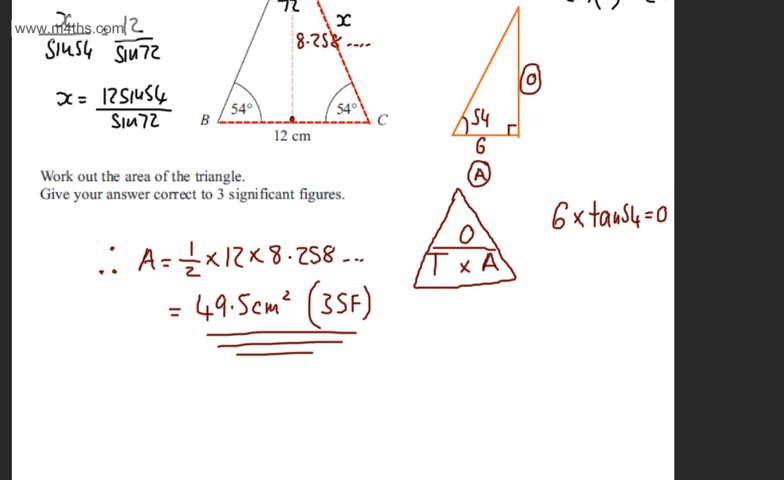 www.m4ths.com
x 12
sin54 sin72
x = 12sin54
sin72
72
x
8.258....
B 54° 54° C
12 cm
54
O
6
A
Work out the area of the triangle.
Give your answer correct to 3 significant figures.
∴ A = 1/2 × 12 × 8.258...
= 49.5cm² (3SF)
O
T × A
6 × tan54 = O